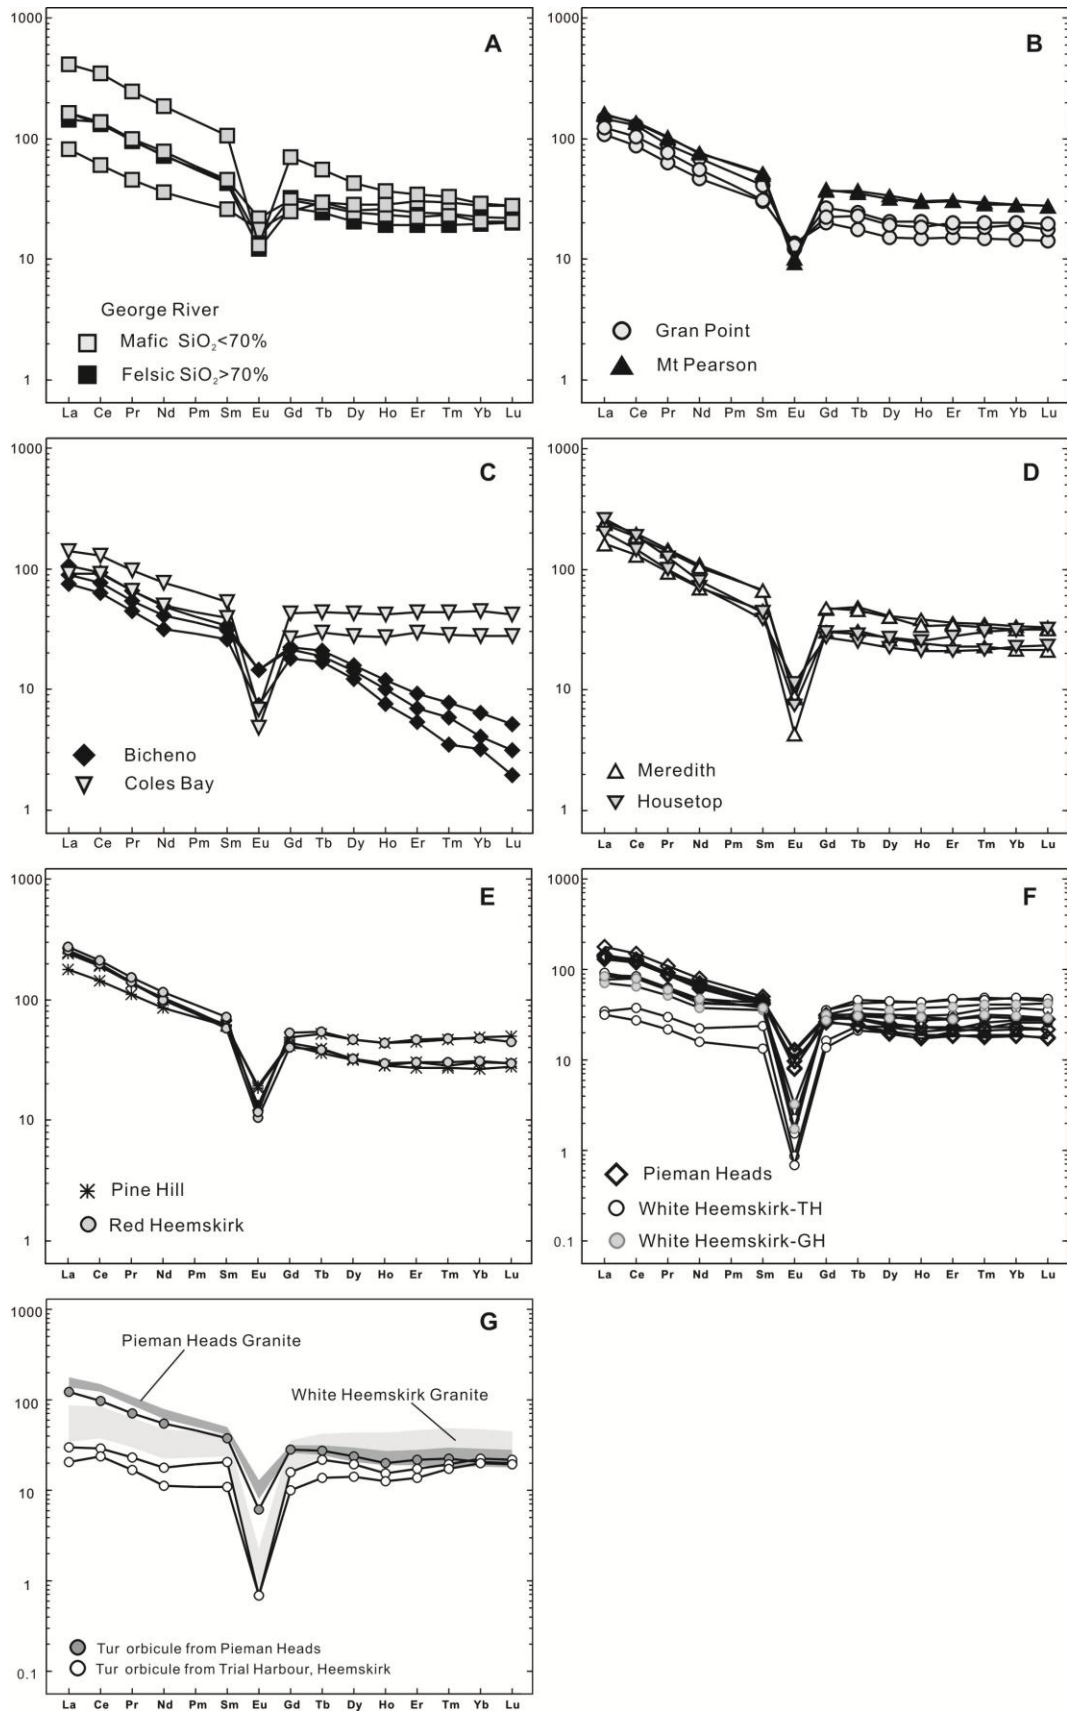 A
1000
100
10
1
George River
Mafic SiO₂<70%
Felsic SiO₂>70%
La Ce Pr Nd Pm Sm Eu Gd Tb Dy Ho Er Tm Yb Lu
B
1000
100
10
1
Gran Point
Mt Pearson
La Ce Pr Nd Pm Sm Eu Gd Tb Dy Ho Er Tm Yb Lu
C
1000
100
10
1
Bicheno
Coles Bay
La Ce Pr Nd Pm Sm Eu Gd Tb Dy Ho Er Tm Yb Lu
D
1000
100
10
1
Meredith
Housetop
La Ce Pr Nd Pm Sm Eu Gd Tb Dy Ho Er Tm Yb Lu
E
1000
100
10
1
Pine Hill
Red Heemskirk
La Ce Pr Nd Pm Sm Eu Gd Tb Dy Ho Er Tm Yb Lu
F
1000
100
10
1
0.1
Pieman Heads
White Heemskirk-TH
White Heemskirk-GH
La Ce Pr Nd Pm Sm Eu Gd Tb Dy Ho Er Tm Yb Lu
G
1000
100
10
1
0.1
Pieman Heads Granite
White Heemskirk Granite
Tur orbicule from Pieman Heads
Tur orbicule from Trial Harbour, Heemskirk
La Ce Pr Nd Pm Sm Eu Gd Tb Dy Ho Er Tm Yb Lu